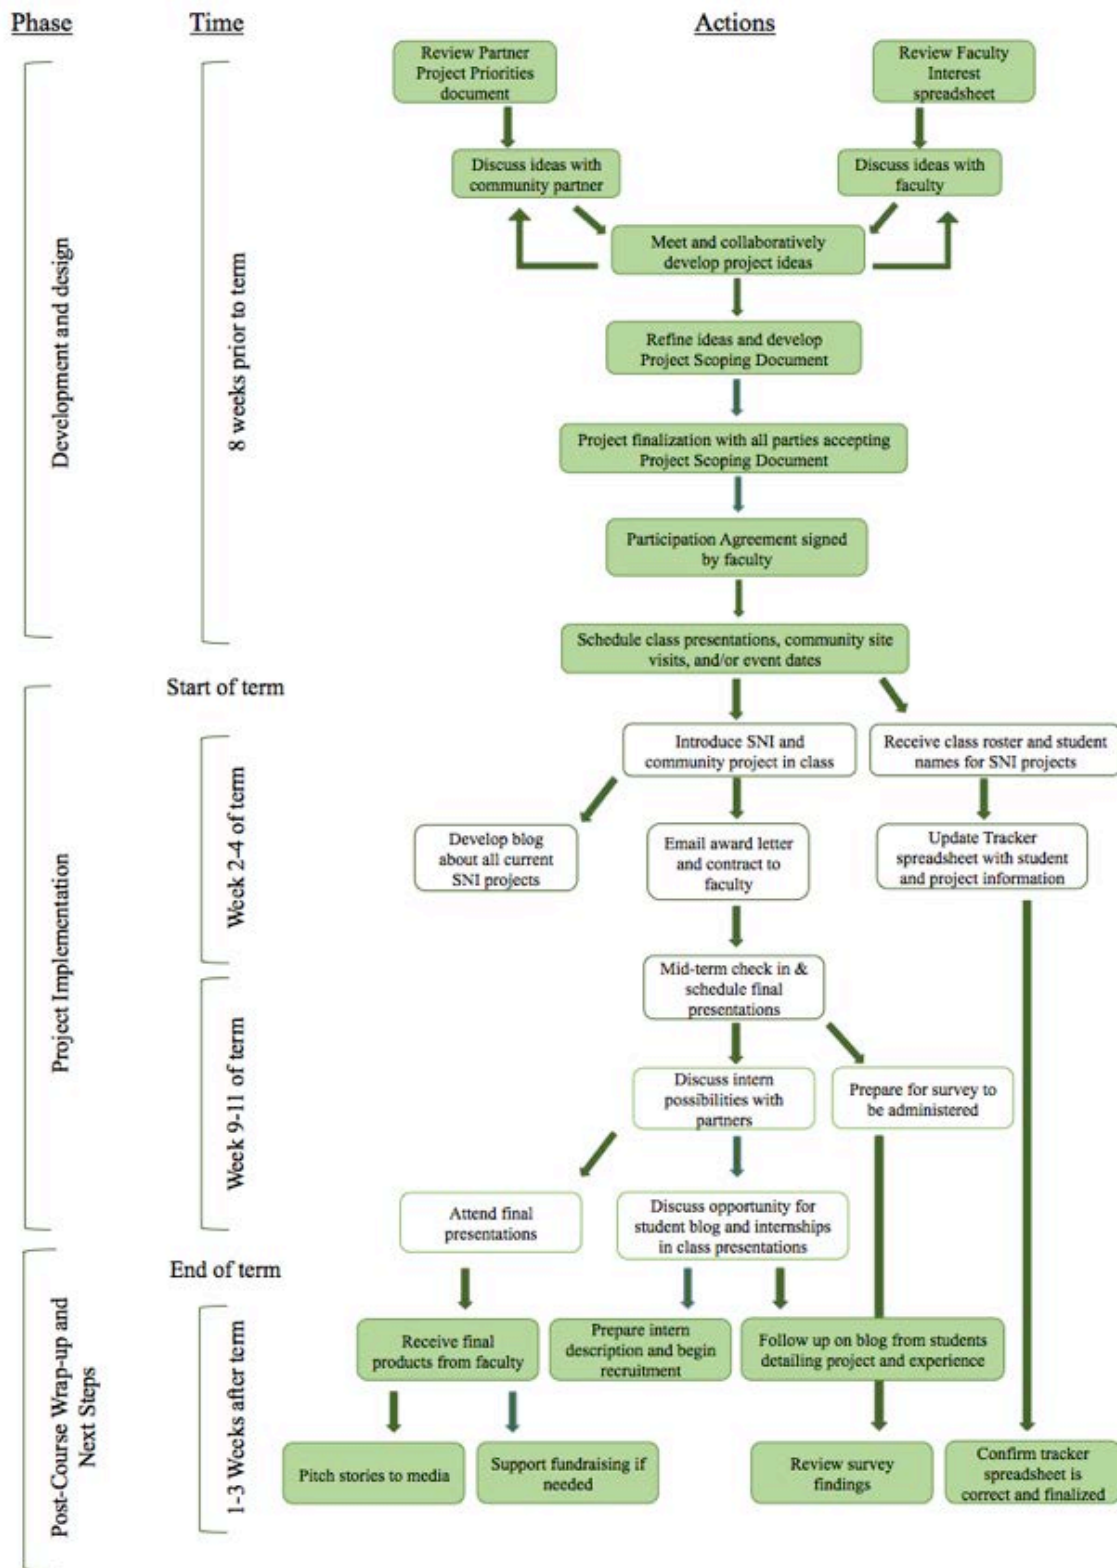 Phase
Time
Actions
Review Partner
Project Priorities
document
Review Faculty
Interest
spreadsheet
Discuss ideas with
community partner
Discuss ideas with
faculty
Meet and collaboratively
develop project ideas
Refine ideas and develop
Project Scoping Document
Project finalization with all parties accepting
Project Scoping Document
Participation Agreement signed
by faculty
Schedule class presentations, community site
visits, and/or event dates
Development and design
8 weeks prior to term
Start of term
Introduce SNI and
community project in class
Receive class roster and student
names for SNI projects
Develop blog
about all current
SNI projects
Email award letter
and contract to
faculty
Update Tracker
spreadsheet with student
and project information
Mid-term check in &
schedule final
presentations
Discuss intern
possibilities with
partners
Prepare for survey to
be administered
Attend final
presentations
Discuss opportunity for
student blog and internships
in class presentations
Project Implementation
Week 2-4 of term
Week 9-11 of term
End of term
Receive final
products from faculty
Prepare intern
description and begin
recruitment
Follow up on blog from students
detailing project and experience
Pitch stories to media
Support fundraising if
needed
Review survey
findings
Confirm tracker
spreadsheet is
correct and finalized
Post-Course Wrap-up and
Next Steps
1-3 Weeks after term